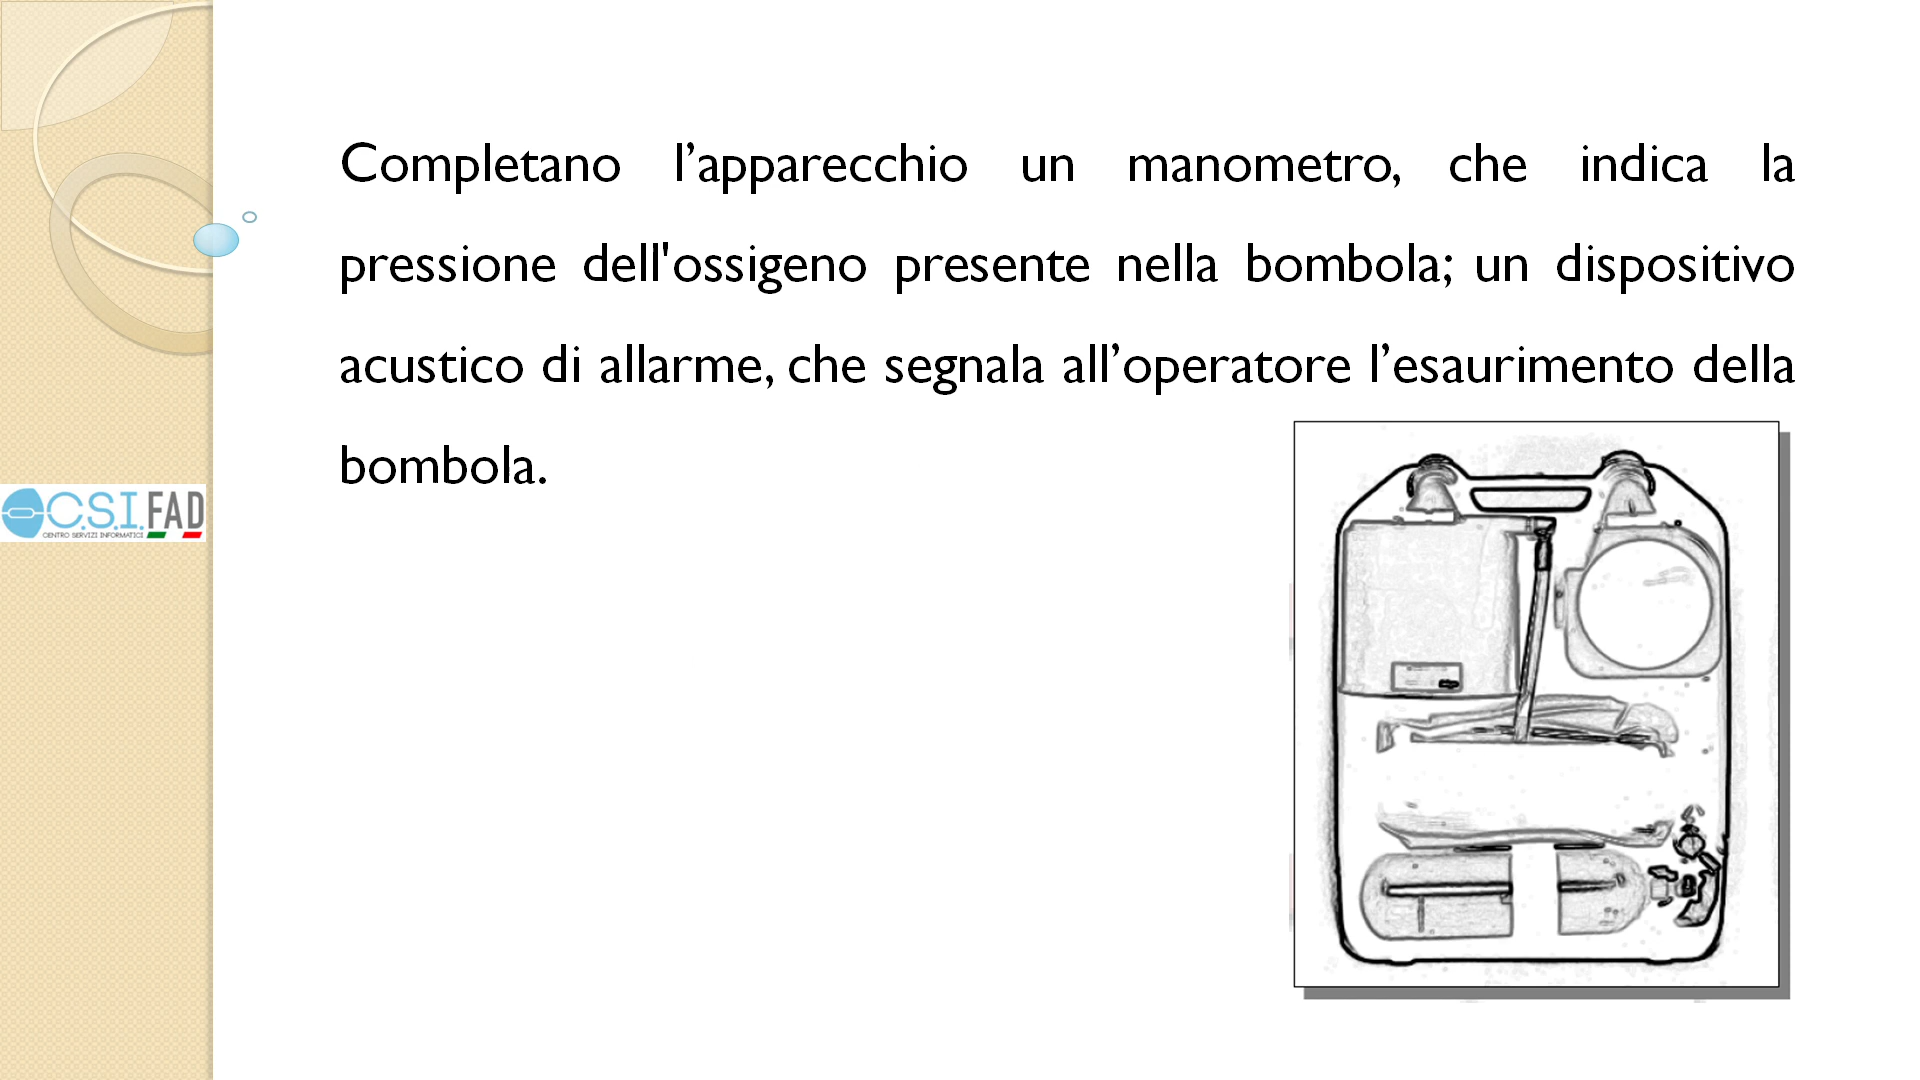 Completano l’apparecchio un manometro, che indica la
pressione dell'ossigeno presente nella bombola; un dispositivo
acustico di allarme, che segnala all’operatore l’esaurimento della
bombola.
C.S.I. FAD
CENTRO SERVIZI INFORMATICI